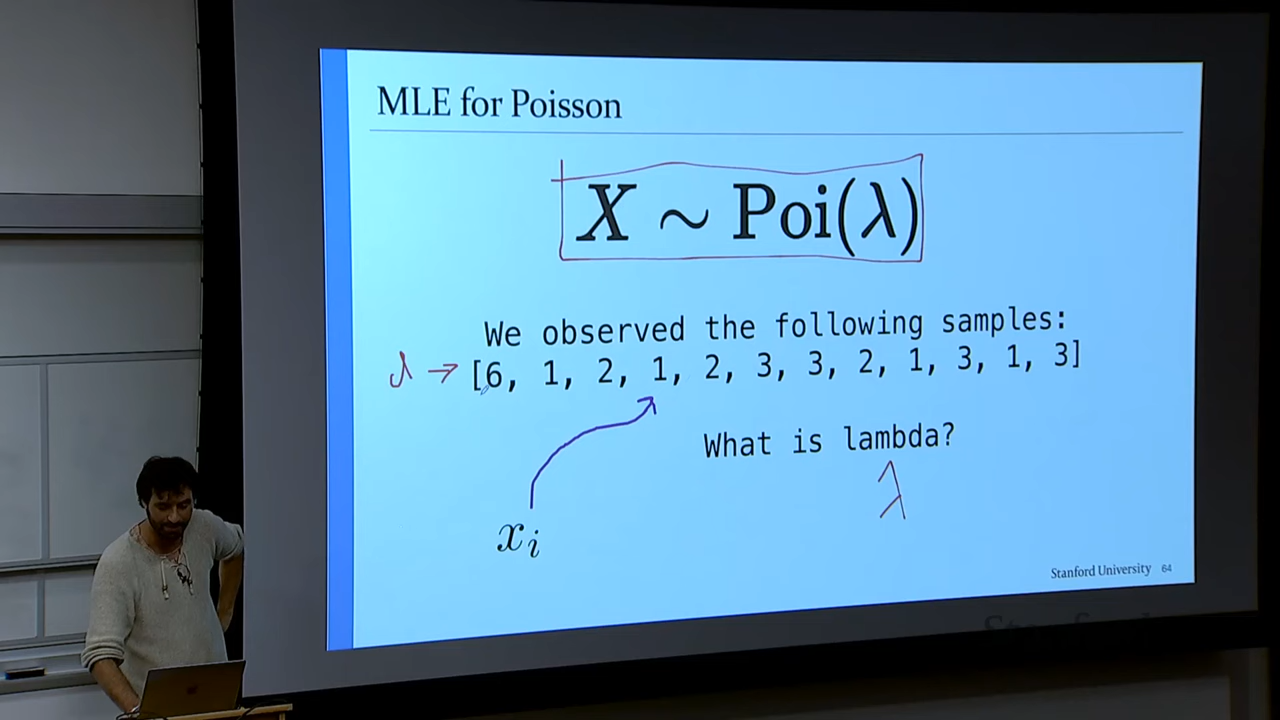 MLE for Poisson
X ~ Poi(λ)
We observed the following samples:
λ → [6, 1, 2, 1, 2, 3, 3, 2, 1, 3, 1, 3]
What is lambda?
λ
xᵢ
Stanford University 64